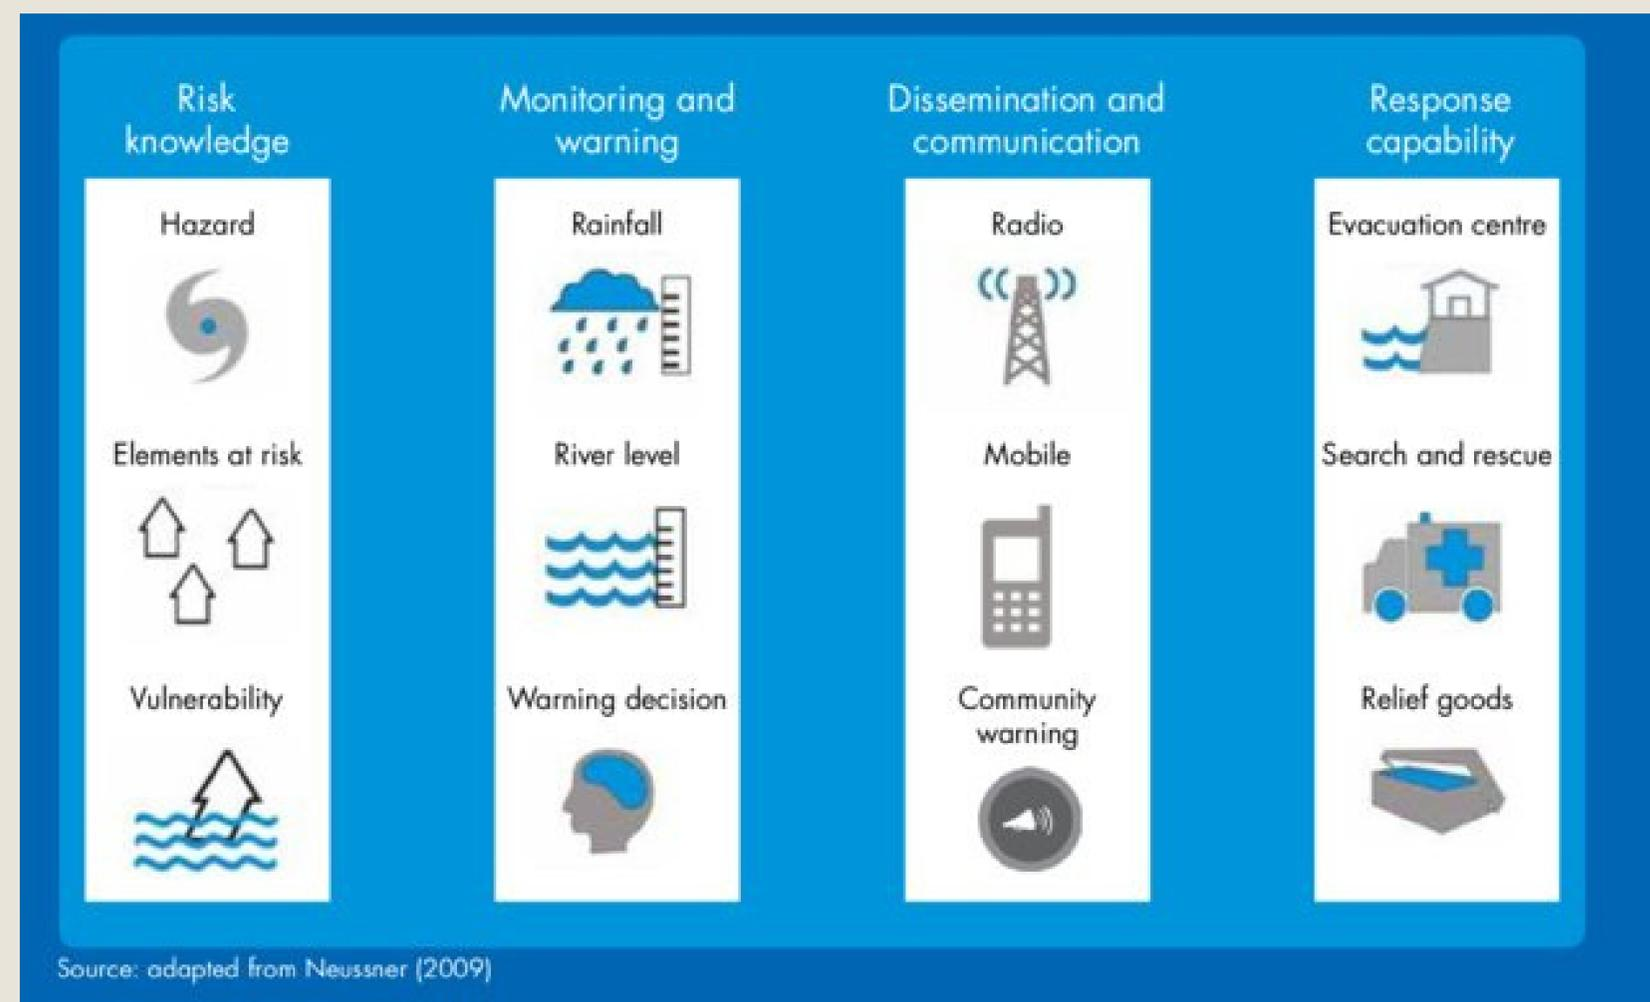 Risk
knowledge
Hazard
Elements at risk
Vulnerability
Monitoring and
warning
Rainfall
River level
Warning decision
Dissemination and
communication
Radio
Mobile
Community
warning
Response
capability
Evacuation centre
Search and rescue
Relief goods
Source: adapted from Neussner (2009)